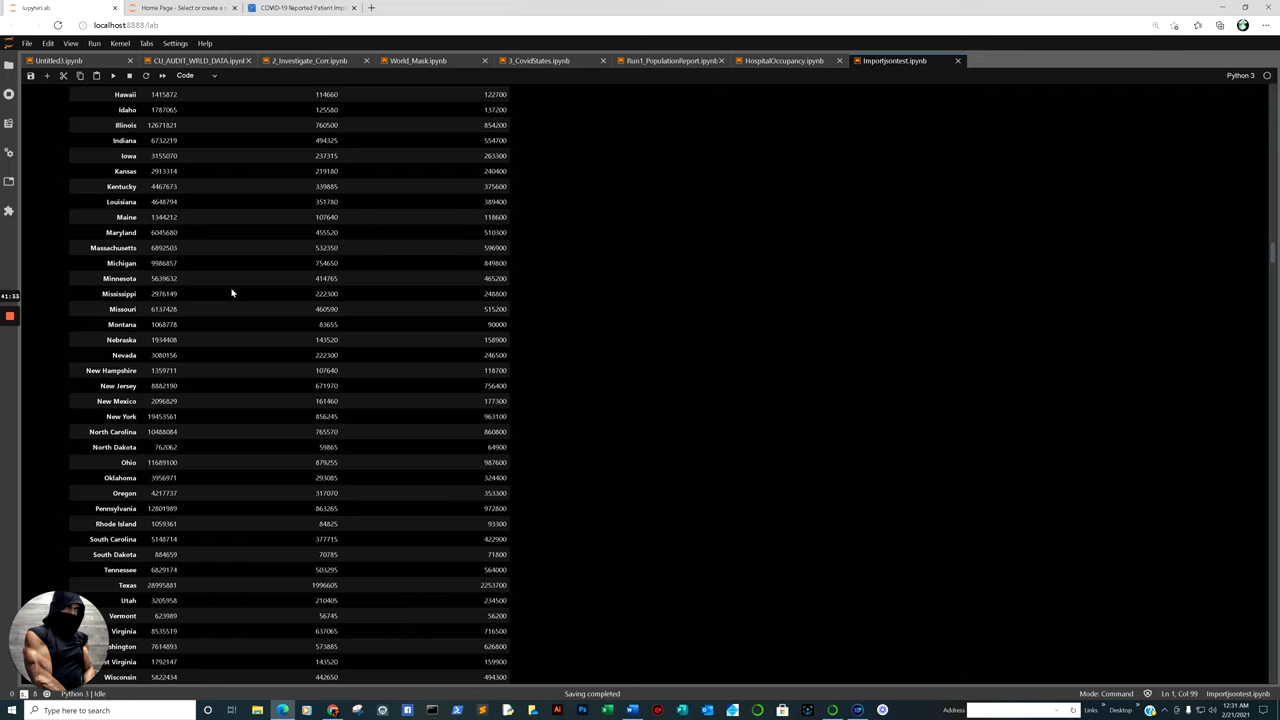 JupyterLab
Home Page - Select or create a n
COVID-19 Reported Patient Imp
localhost:8888/lab
File Edit View Run Kernel Tabs Settings Help
Untitled3.ipynb
CU_AUDIT_WRLD_DATA.ipynl
2_Investigate_Corr.ipynb
World_Mask.ipynb
3_CovidStates.ipynb
Run1_PopulationReport.ipynl
HospitalOccupancy.ipynb
Importjsontest.ipynb
Code
Python 3
Hawaii 1415872 114660 122700
Idaho 1787065 125580 137200
Illinois 12671821 760500 854200
Indiana 6732219 494325 554700
Iowa 3155070 237315 263300
Kansas 2913314 219180 240400
Kentucky 4467673 339885 375600
Louisiana 4648794 351780 389400
Maine 1344212 107640 118600
Maryland 6045680 455520 510300
Massachusetts 6892503 532350 596900
Michigan 9986857 754650 849800
Minnesota 5639632 414765 465200
Mississippi 2976149 222300 248800
41:33
Missouri 6137428 460590 515200
Montana 1068778 83655 90000
Nebraska 1934408 143520 158900
Nevada 3080156 222300 246500
New Hampshire 1359711 107640 118700
New Jersey 8882190 671970 756400
New Mexico 2096829 161460 177300
New York 19453561 856245 963100
North Carolina 10488084 765570 860800
North Dakota 762062 59865 64900
Ohio 11689100 879255 987600
Oklahoma 3956971 293085 324400
Oregon 4217737 317070 353300
Pennsylvania 12801989 863265 972800
Rhode Island 1059361 84825 93300
South Carolina 5148714 377715 422900
South Dakota 884659 70785 71800
Tennessee 6829174 503295 564000
Texas 28995881 1996605 2253700
Utah 3205958 210405 234500
Vermont 623989 56745 56200
Virginia 8535519 637065 716500
shington 7614893 573885 626800
st Virginia 1792147 143520 159900
Wisconsin 5822434 442650 494300
0 8 Python 3 | Idle Saving completed Mode: Command Ln 1, Col 99 Importjsontest.ipynb
Type here to search
Address Links Desktop
12:31 AM
2/21/2021